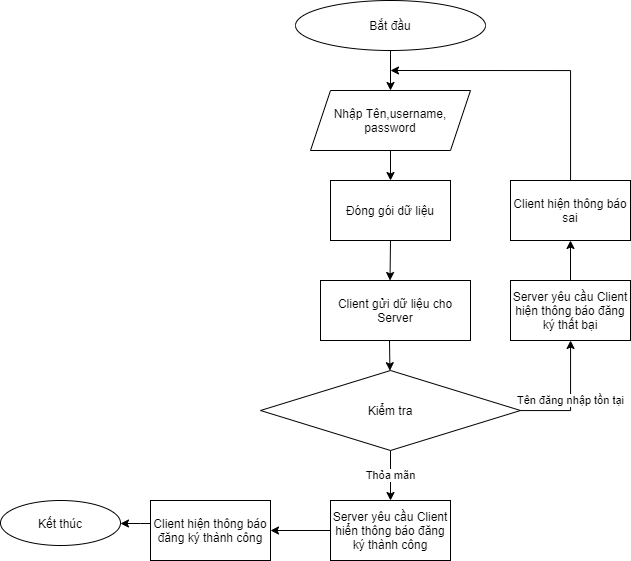 Bắt đầu
Nhập Tên,username,
password
Đóng gói dữ liệu
Client hiện thông báo
sai
Client gửi dữ liệu cho
Server
Server yêu cầu Client
hiện thông báo đăng
ký thất bại
Kiểm tra
Tên đăng nhập tồn tại
Thỏa mãn
Kết thúc
Client hiện thông báo
đăng ký thành công
Server yêu cầu Client
hiển thông báo đăng
ký thành công